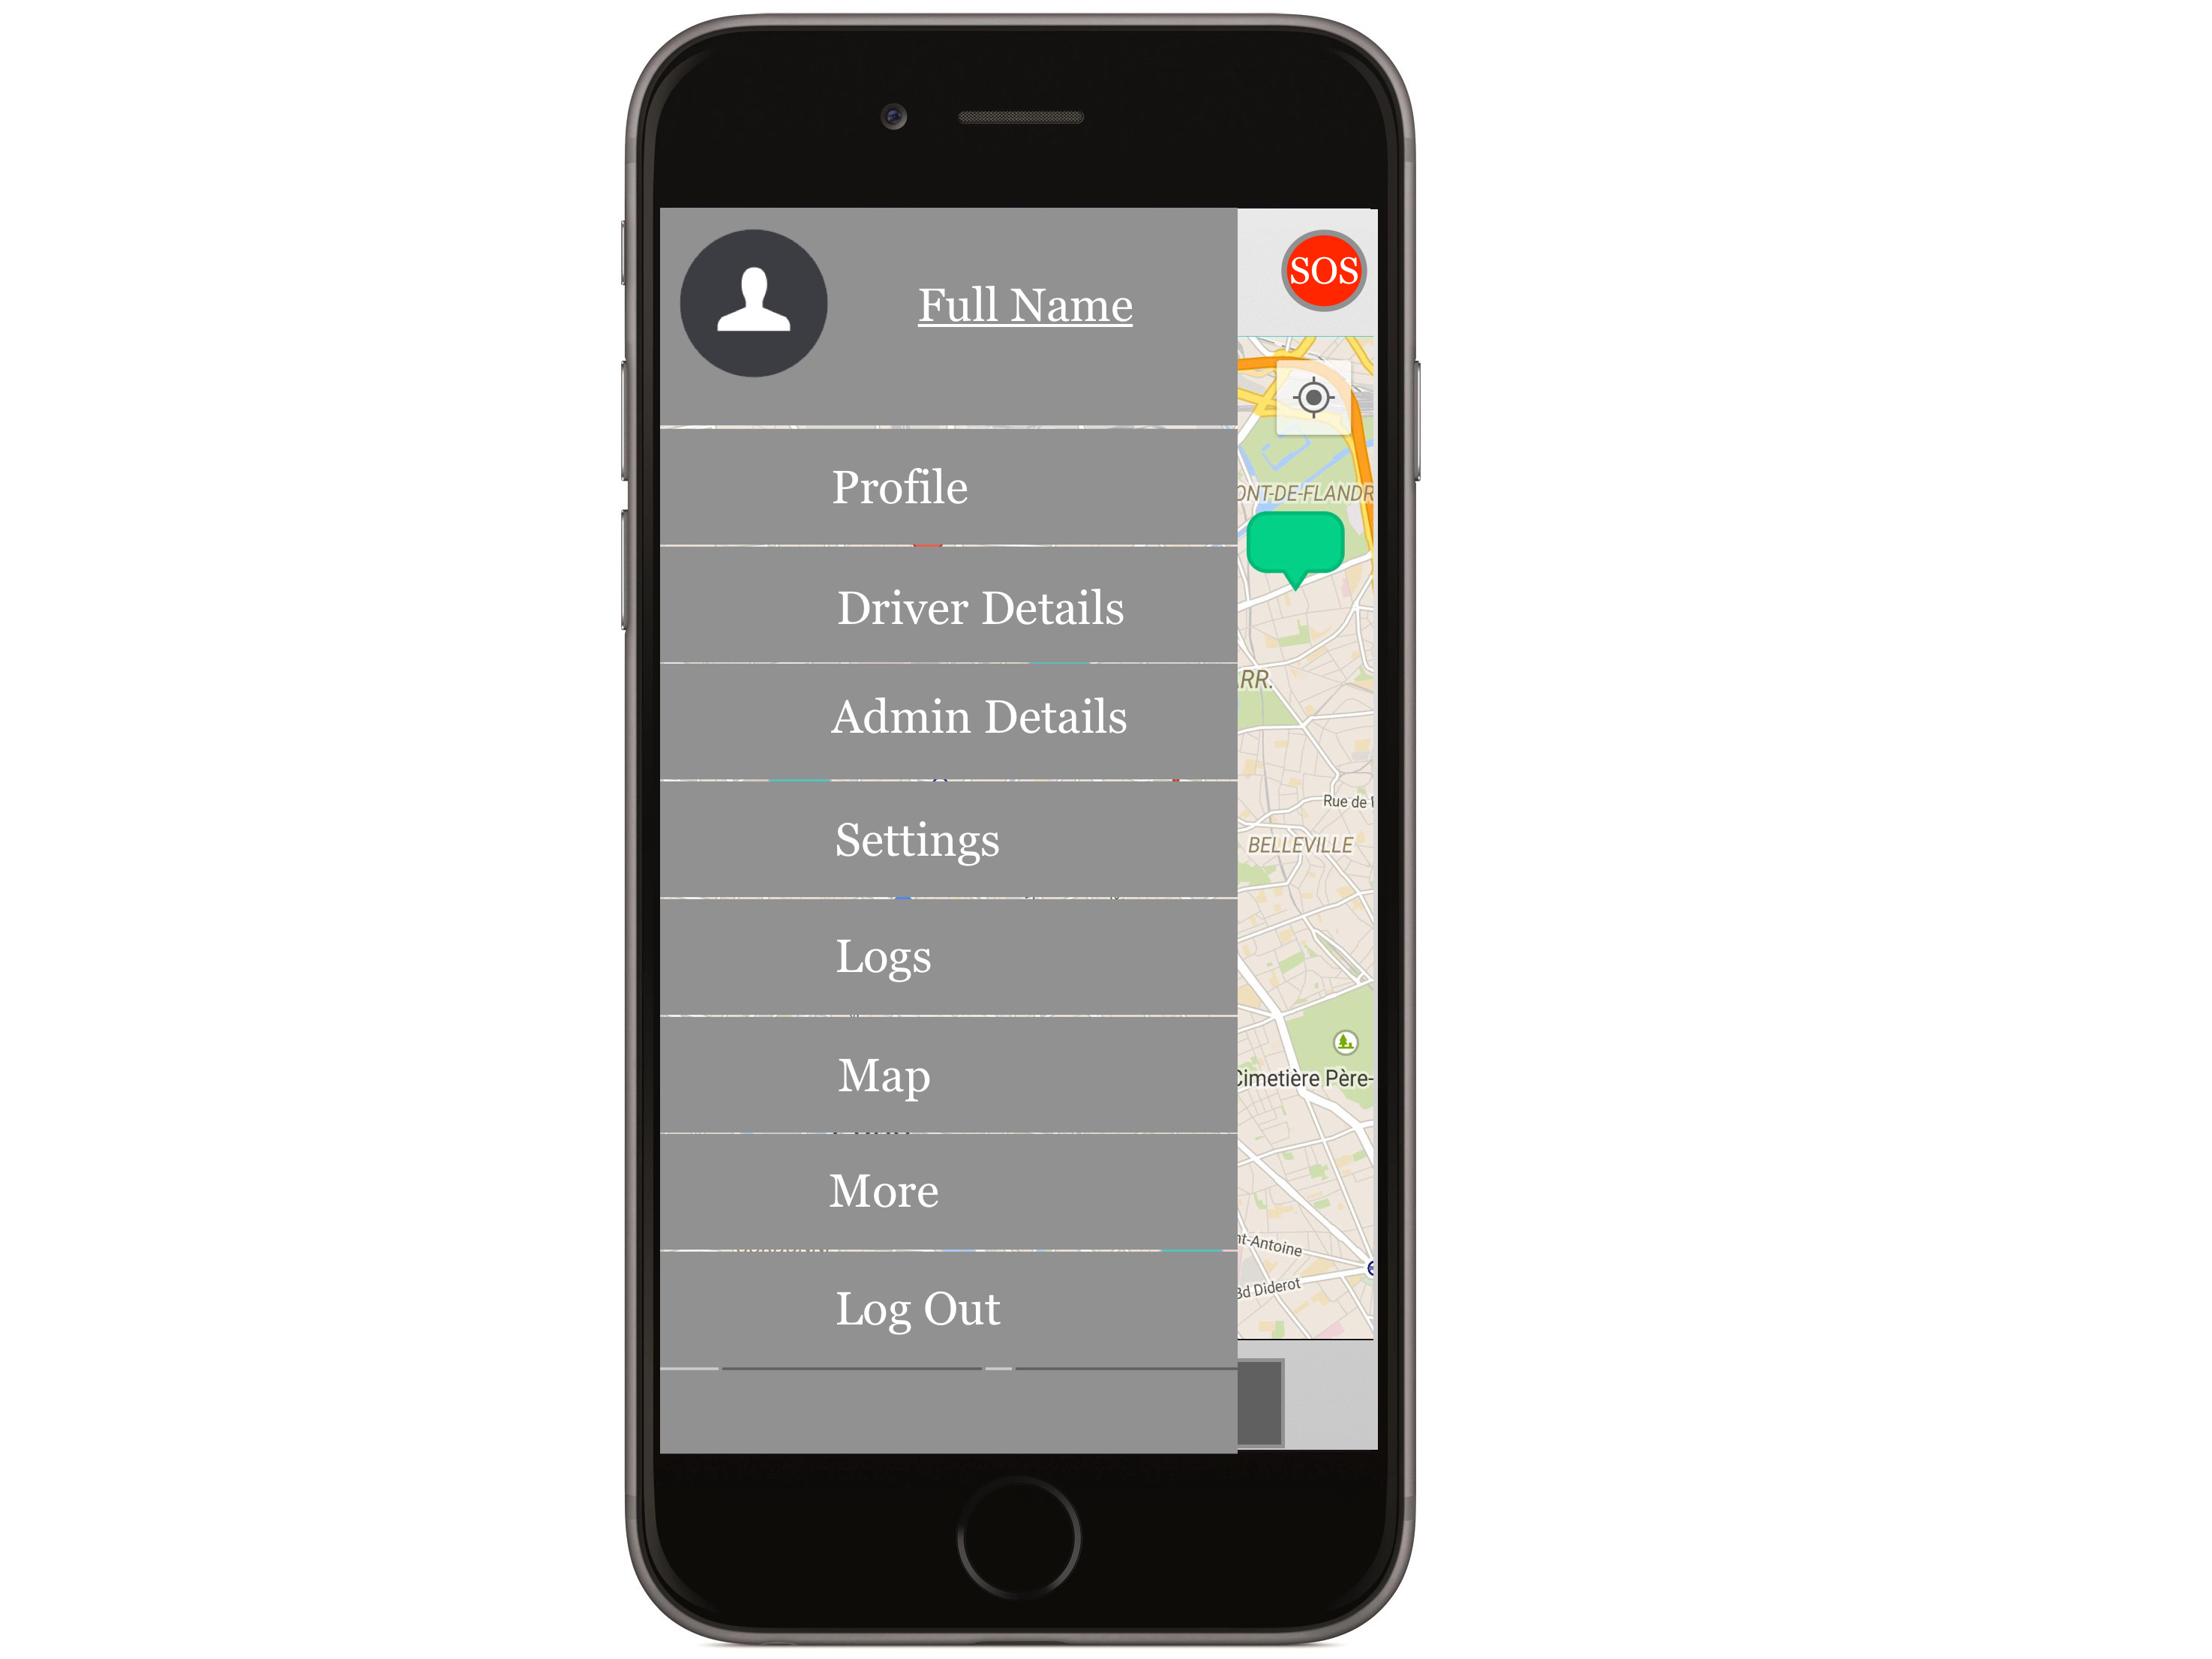 Full Name
SOS
Profile
Driver Details
Admin Details
Settings
Logs
Map
More
Log Out
ONT-DE-FLANDR
RR.
Rue de
BELLEVILLE
Cimetière Père-
nt-Antoine
Bd Diderot